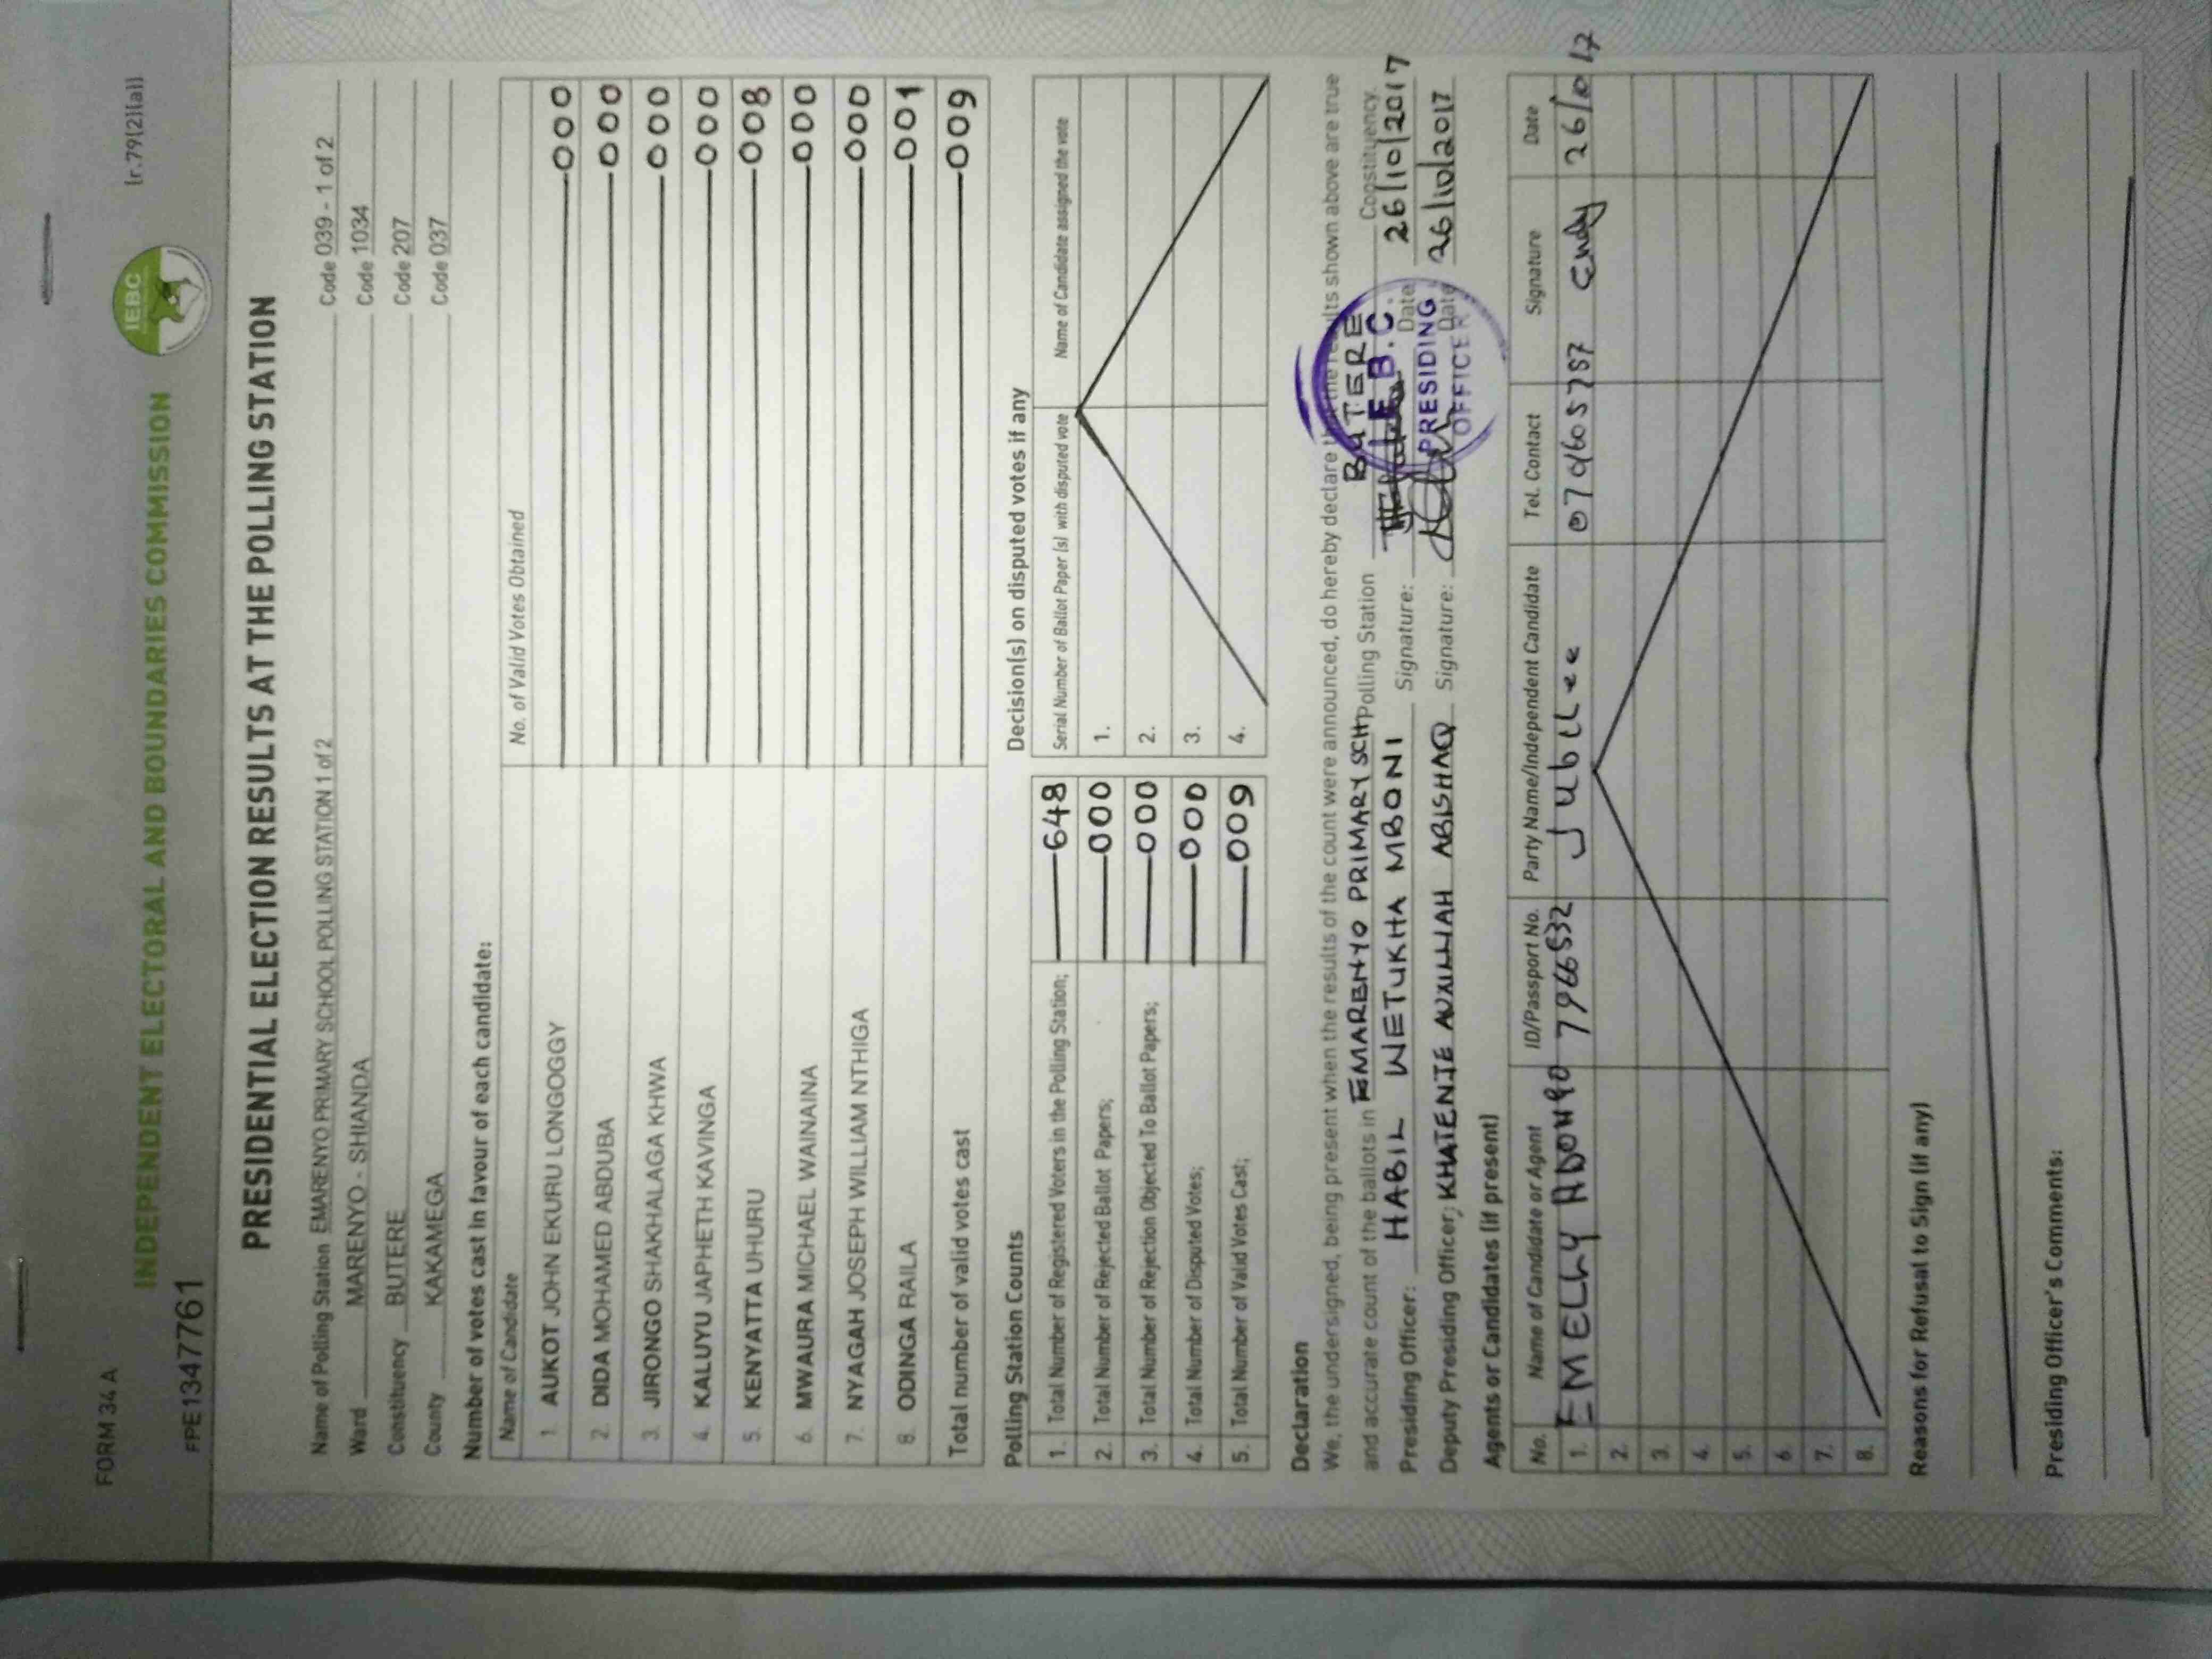 FORM 34 A
(r.79(2)(a))
INDEPENDENT ELECTORAL AND BOUNDARIES COMMISSION
IEBC
FPE1347761
PRESIDENTIAL ELECTION RESULTS AT THE POLLING STATION
Name of Polling Station EMARENYO PRIMARY SCHOOL POLLING STATION 1 of 2 Code 039 - 1 of 2
Ward MARENYO - SHIANDA Code 1034
Constituency BUTERE Code 207
County KAKAMEGA Code 037
Number of votes cast in favour of each candidate:
Name of Candidate No. of Valid Votes Obtained
1. AUKOT JOHN EKURU LONGOGGY 000
2. DIDA MOHAMED ABDUBA 000
3. JIRONGO SHAKHALAGA KHWA 000
4. KALUYU JAPHETH KAVINGA 000
5. KENYATTA UHURU 008
6. MWAURA MICHAEL WAINAINA 000
7. NYAGAH JOSEPH WILLIAM NTHIGA 000
8. ODINGA RAILA 001
Total number of valid votes cast 009
Polling Station Counts
1. Total Number of Registered Voters in the Polling Station; 648
2. Total Number of Rejected Ballot Papers; 000
3. Total Number of Rejection Objected To Ballot Papers; 000
4. Total Number of Disputed Votes; 000
5. Total Number of Valid Votes Cast; 009
Decision(s) on disputed votes if any
Serial Number of Ballot Paper (s) with disputed vote Name of Candidate assigned the vote
1.
2.
3.
4.
Declaration
We, the undersigned, being present when the results of the count were announced, do hereby declare that the results shown above are true
and accurate count of the ballots in EMARENYO PRIMARY SCH Polling Station BUTERE Constituency.
Presiding Officer: HABIL WETUKHA MBONI Signature: Date 26/10/2017
Deputy Presiding Officer; KHATENJE AUXILIAH ABISHAQ Signature: Date 26/10/2017
I.E.B.C.
PRESIDING
OFFICER
Agents or Candidates (if present)
No. Name of Candidate or Agent ID/Passport No. Party Name/Independent Candidate Tel. Contact Signature Date
1. EMELLY 7966532 Jubilee
2.
3.
4.
5.
6.
7.
8.
Reasons for Refusal to Sign (if any)
Presiding Officer's Comments: